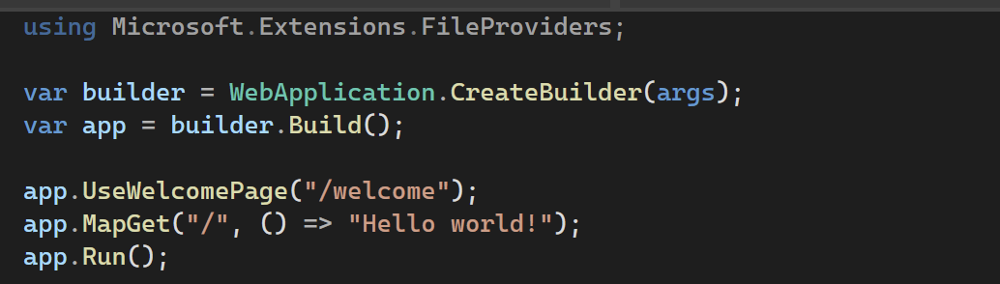 using Microsoft.Extensions.FileProviders;
var builder = WebApplication.CreateBuilder(args);
var app = builder.Build();
app.UseWelcomePage("/welcome");
app.MapGet("/", () => "Hello world!");
app.Run();